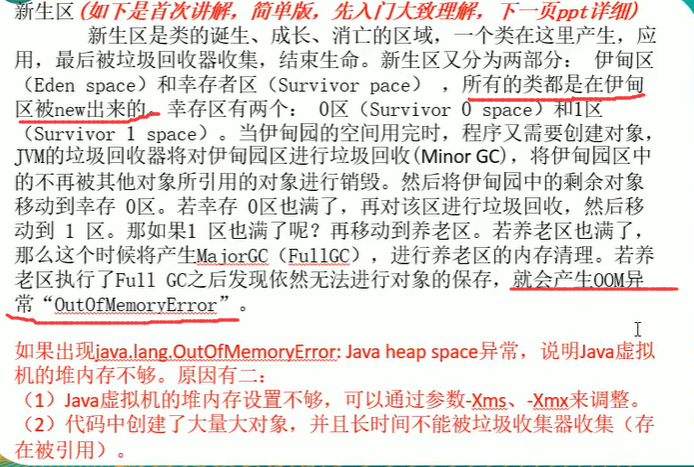 新生区(如下是首次讲解，简单版，先入门大致理解，下一页ppt详细)
新生区是类的诞生、成长、消亡的区域，一个类在这里产生，应
用，最后被垃圾回收器收集，结束生命。新生区又分为两部分： 伊甸区
（Eden space）和幸存者区（Survivor pace） ，所有的类都是在伊甸
区被new出来的。幸存区有两个： 0区（Survivor 0 space）和1区
（Survivor 1 space）。当伊甸园的空间用完时，程序又需要创建对象，
JVM的垃圾回收器将对伊甸园区进行垃圾回收(Minor GC)，将伊甸园区中
的不再被其他对象所引用的对象进行销毁。然后将伊甸园中的剩余对象
移动到幸存 0区。若幸存 0区也满了，再对该区进行垃圾回收，然后移
动到 1 区。那如果1 区也满了呢？再移动到养老区。若养老区也满了，
那么这个时候将产生MajorGC（FullGC），进行养老区的内存清理。若养
老区执行了Full GC之后发现依然无法进行对象的保存，就会产生OOM异
常“OutOfMemoryError”。
如果出现java.lang.OutOfMemoryError: Java heap space异常，说明Java虚拟
机的堆内存不够。原因有二：
（1）Java虚拟机的堆内存设置不够，可以通过参数-Xms、-Xmx来调整。
（2）代码中创建了大量大对象，并且长时间不能被垃圾收集器收集（存
在被引用）。